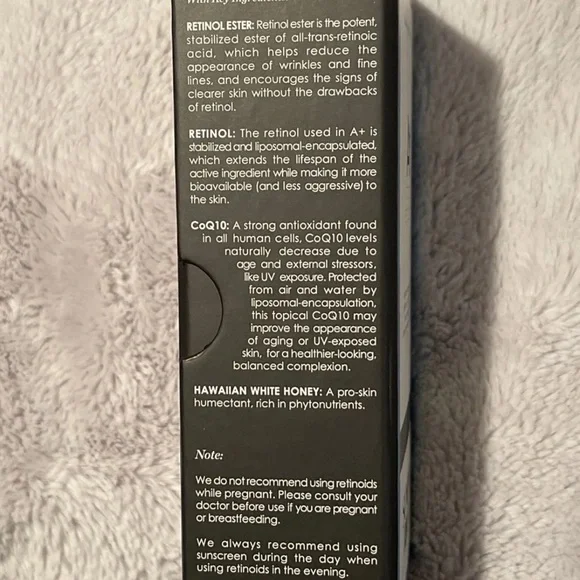 With Key Ingredients
RETINOL ESTER: Retinol ester is the potent,
stabilized ester of all-trans-retinoic
acid, which helps reduce the
appearance of wrinkles and fine
lines, and encourages the signs of
clearer skin without the drawbacks
of retinol.
RETINOL: The retinol used in A+ is
stabilized and liposomal-encapsulated,
which extends the lifespan of the
active ingredient while making it more
bioavailable (and less aggressive) to
the skin.
CoQ10: A strong antioxidant found
in all human cells, CoQ10 levels
naturally decrease due to
age and external stressors,
like UV exposure. Protected
from air and water by
liposomal-encapsulation,
this topical CoQ10 may
improve the appearance
of aging or UV-exposed
skin, for a healthier-looking,
balanced complexion.
HAWAIIAN WHITE HONEY: A pro-skin
humectant, rich in phytonutrients.
Note:
We do not recommend using retinoids
while pregnant. Please consult your
doctor before use if you are pregnant
or breastfeeding.
We always recommend using
sunscreen during the day when
using retinoids in the evening.